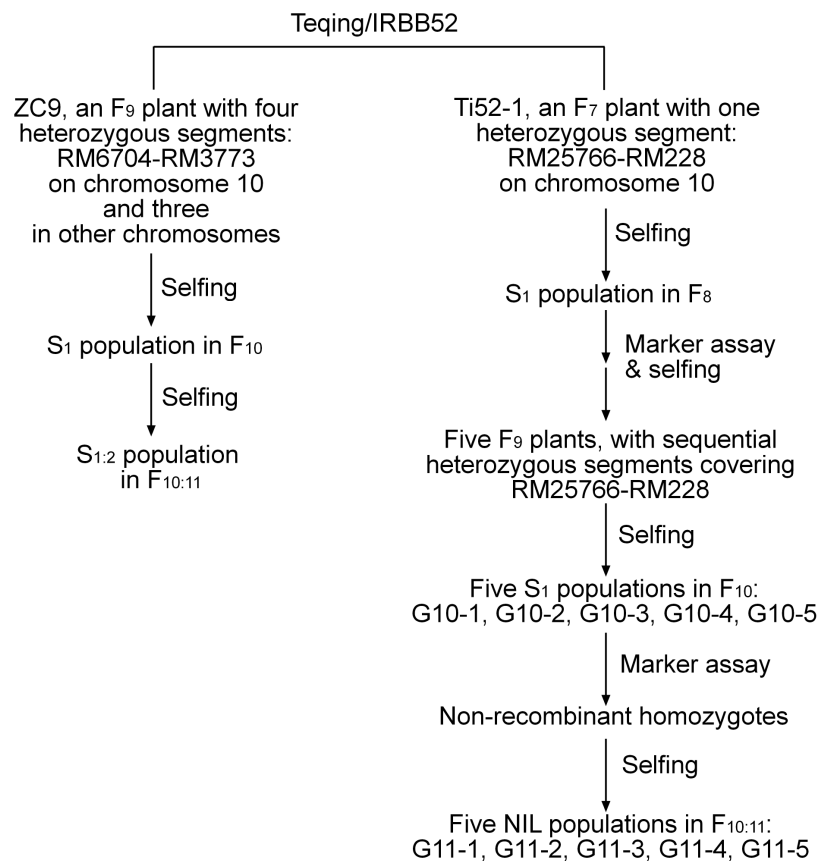 Teqing/IRBB52
ZC9, an F9 plant with four
heterozygous segments:
RM6704-RM3773
on chromosome 10
and three
in other chromosomes
Selfing
S1 population in F10
Selfing
S1:2 population
in F10:11
Ti52-1, an F7 plant with one
heterozygous segment:
RM25766-RM228
on chromosome 10
Selfing
S1 population in F8
Marker assay
& selfing
Five F9 plants, with sequential
heterozygous segments covering
RM25766-RM228
Selfing
Five S1 populations in F10:
G10-1, G10-2, G10-3, G10-4, G10-5
Marker assay
Non-recombinant homozygotes
Selfing
Five NIL populations in F10:11:
G11-1, G11-2, G11-3, G11-4, G11-5